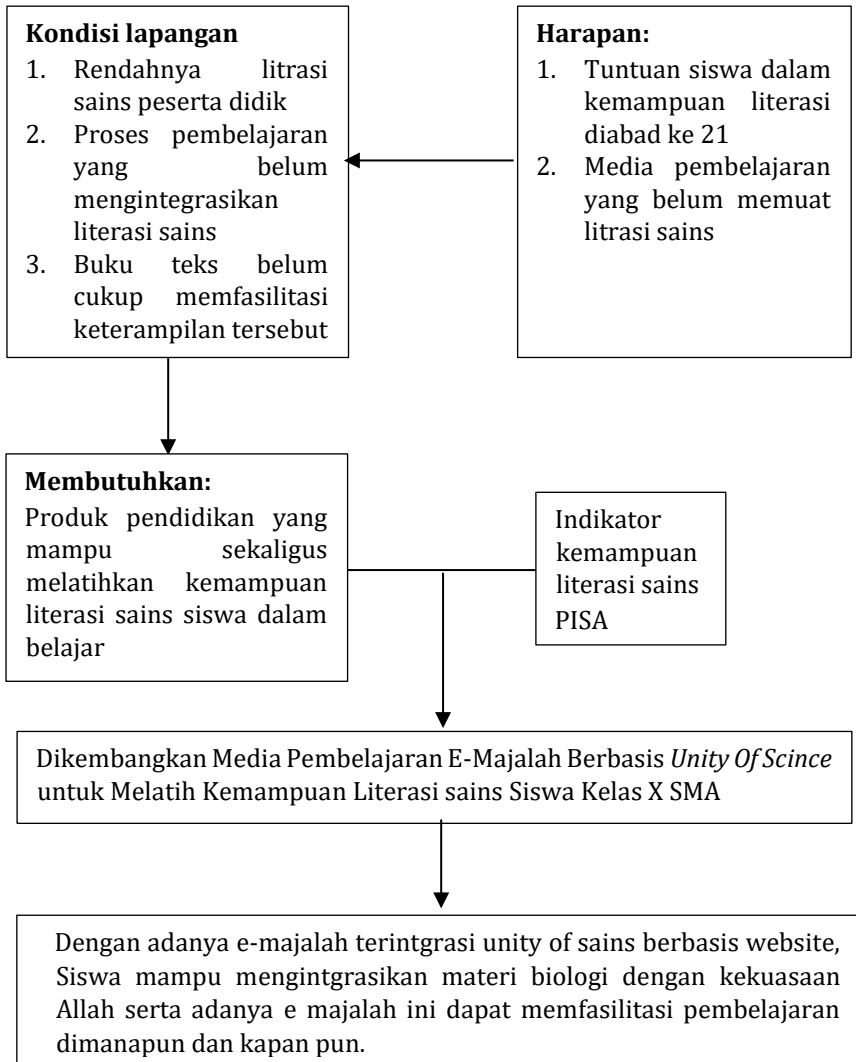 Kondisi lapangan
1. Rendahnya litrasi
sains peserta didik
2. Proses pembelajaran
yang belum
mengintegrasikan
literasi sains
3. Buku teks belum
cukup memfasilitasi
keterampilan tersebut
Harapan:
1. Tuntuan siswa dalam
kemampuan literasi
diabad ke 21
2. Media pembelajaran
yang belum memuat
litrasi sains
Membutuhkan:
Produk pendidikan yang
mampu sekaligus
melatihkan kemampuan
literasi sains siswa dalam
belajar
Indikator
kemampuan
literasi sains
PISA
Dikembangkan Media Pembelajaran E-Majalah Berbasis Unity Of Scince
untuk Melatih Kemampuan Literasi sains Siswa Kelas X SMA
Dengan adanya e-majalah terintgrasi unity of sains berbasis website,
Siswa mampu mengintgrasikan materi biologi dengan kekuasaan
Allah serta adanya e majalah ini dapat memfasilitasi pembelajaran
dimanapun dan kapan pun.